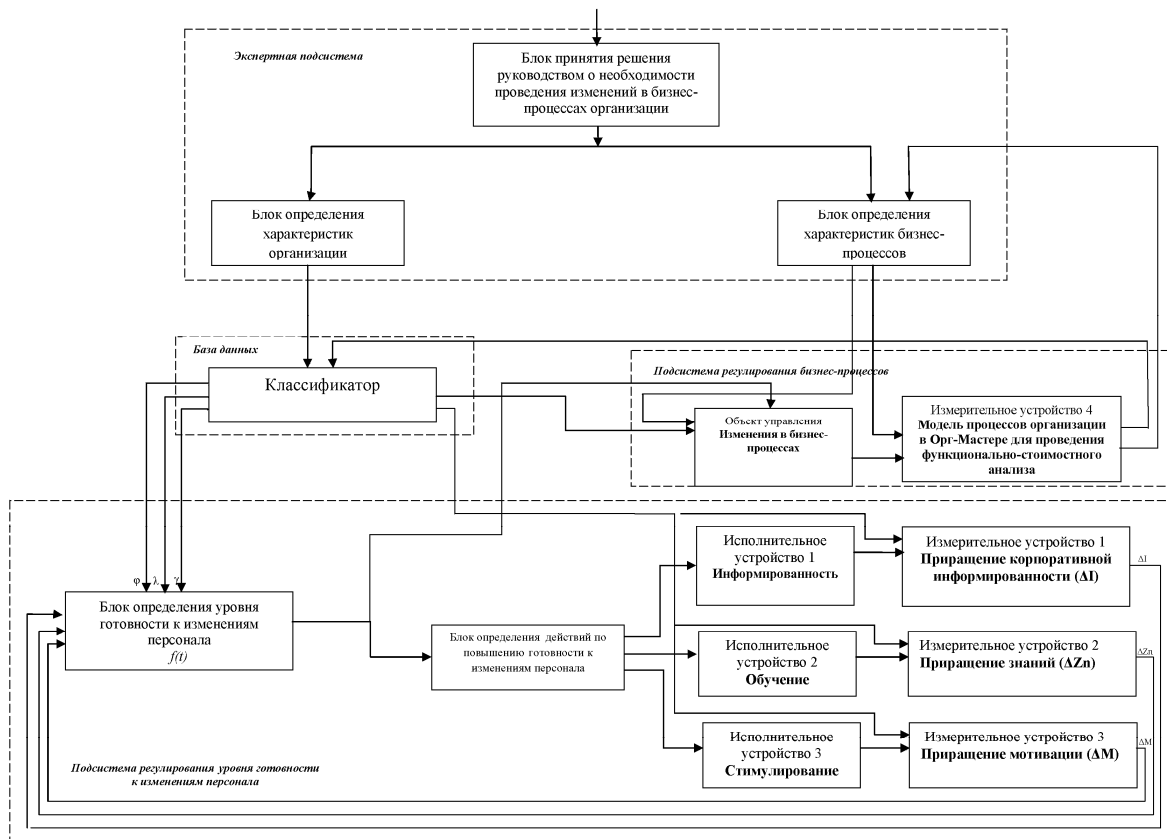 Экспертная подсистема
Блок принятия решения
руководством о необходимости
проведения изменений в бизнес-
процессах организации
Блок определения
характеристик
организации
Блок определения
характеристик бизнес-
процессов
База данных
Классификатор
Подсистема регулирования бизнес-процессов
Объект управления
Изменения в бизнес-
процессах
Измерительное устройство 4
Модель процессов организации
в Орг-Мастере для проведения
функционально-стоимостного
анализа
φ λ γ
Блок определения уровня
готовности к изменениям
персонала
f(t)
Блок определения действий по
повышению готовности к
изменениям персонала
Исполнительное
устройство 1
Информированность
Измерительное устройство 1
Приращение корпоративной
информированности (ΔI)
ΔI
Исполнительное
устройство 2
Обучение
Измерительное устройство 2
Приращение знаний (ΔZn)
ΔZn
Исполнительное
устройство 3
Стимулирование
Измерительное устройство 3
Приращение мотивации (ΔM)
ΔM
Подсистема регулирования уровня готовности
к изменениям персонала